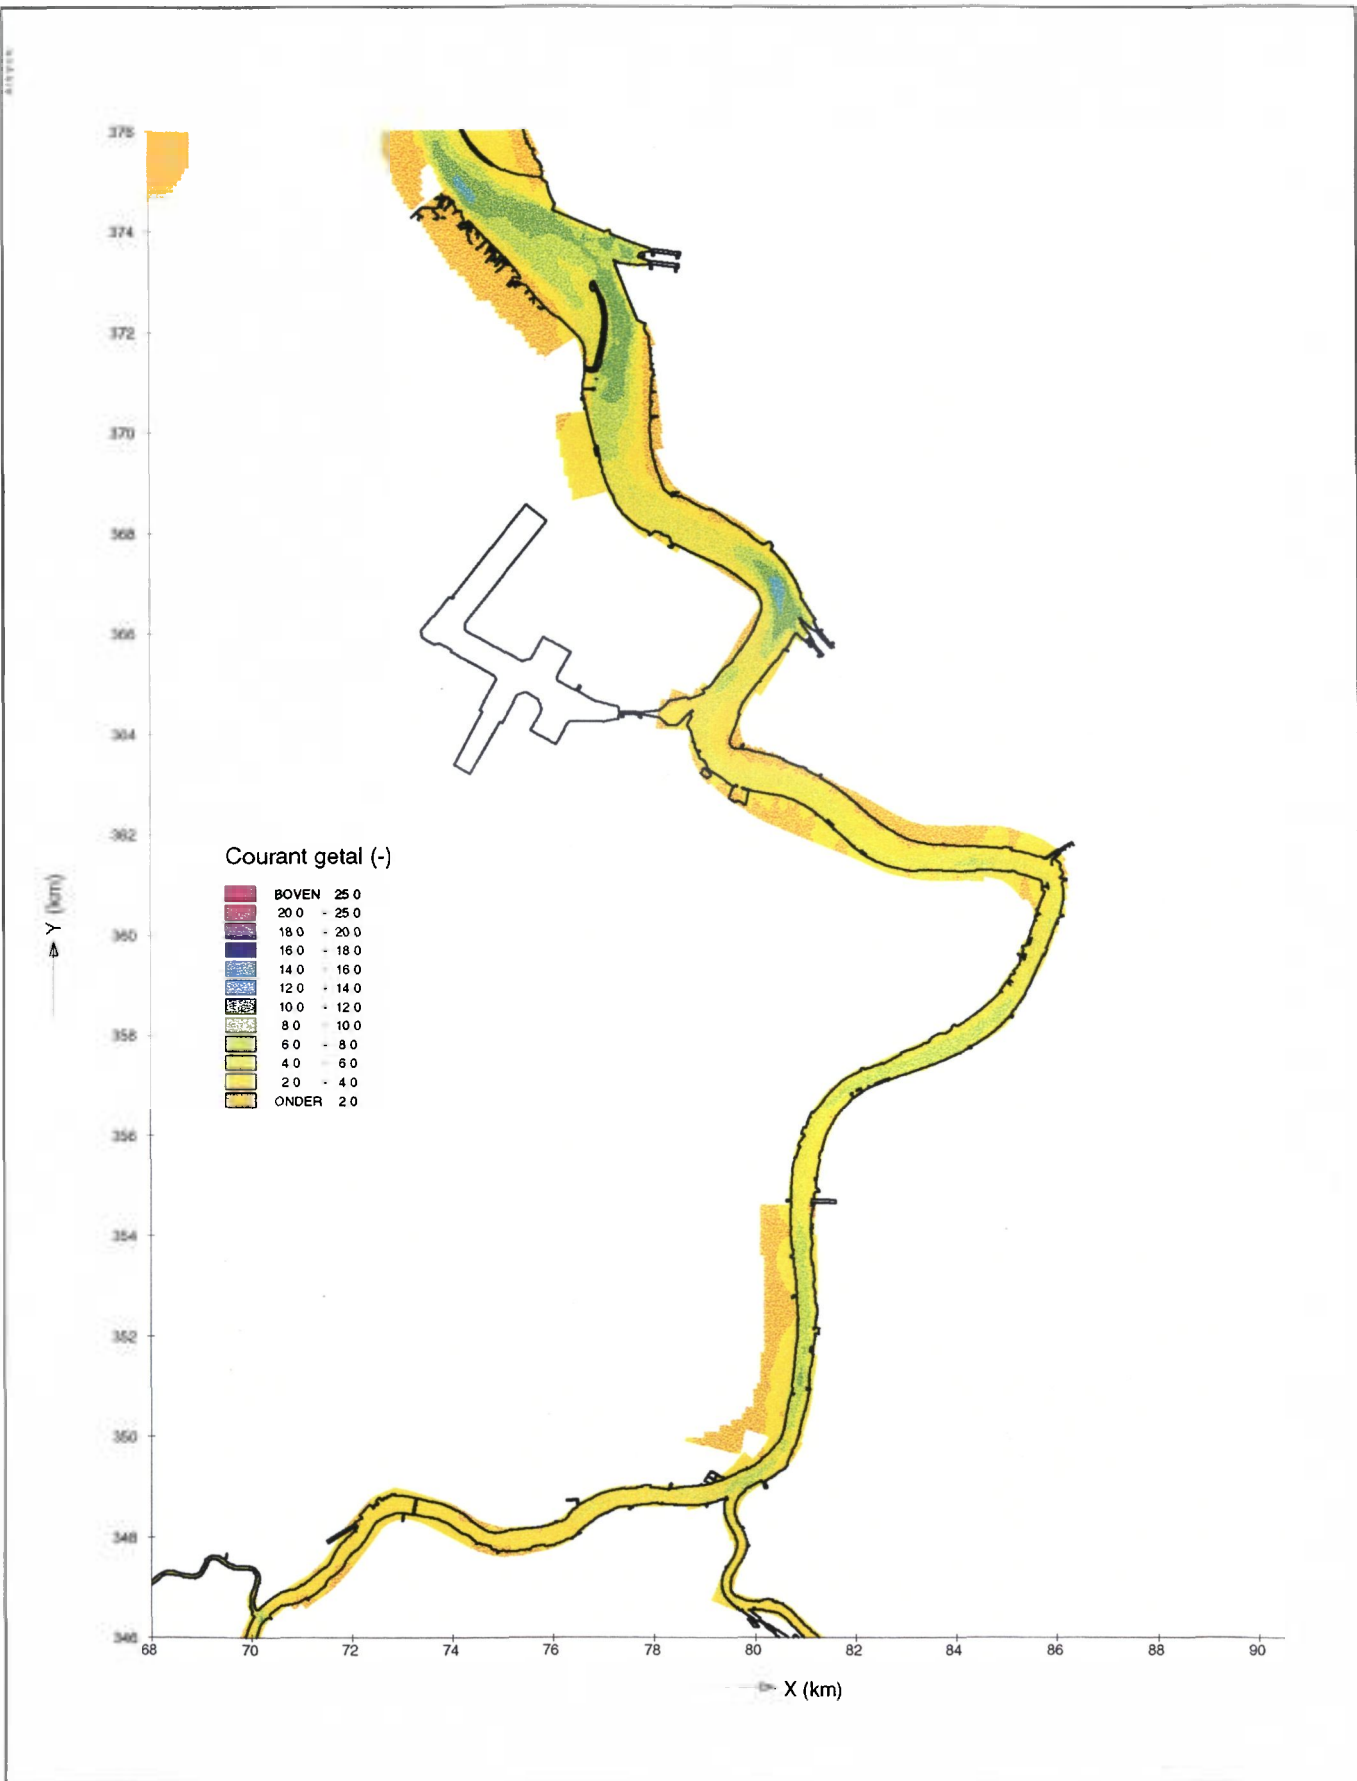 376
374
372
370
368
366
364
362
360
358
356
354
352
350
348
346
Y (km)
Courant getal (-)
BOVEN 25 0
20 0 - 25 0
18 0 - 20 0
16 0 - 18 0
14 0 16 0
12 0 - 14 0
10 0 - 12 0
8 0 10 0
6 0 - 8 0
4 0 6 0
2 0 - 4 0
ONDER 2 0
68 70 72 74 76 78 80 82 84 86 88 90
X (km)